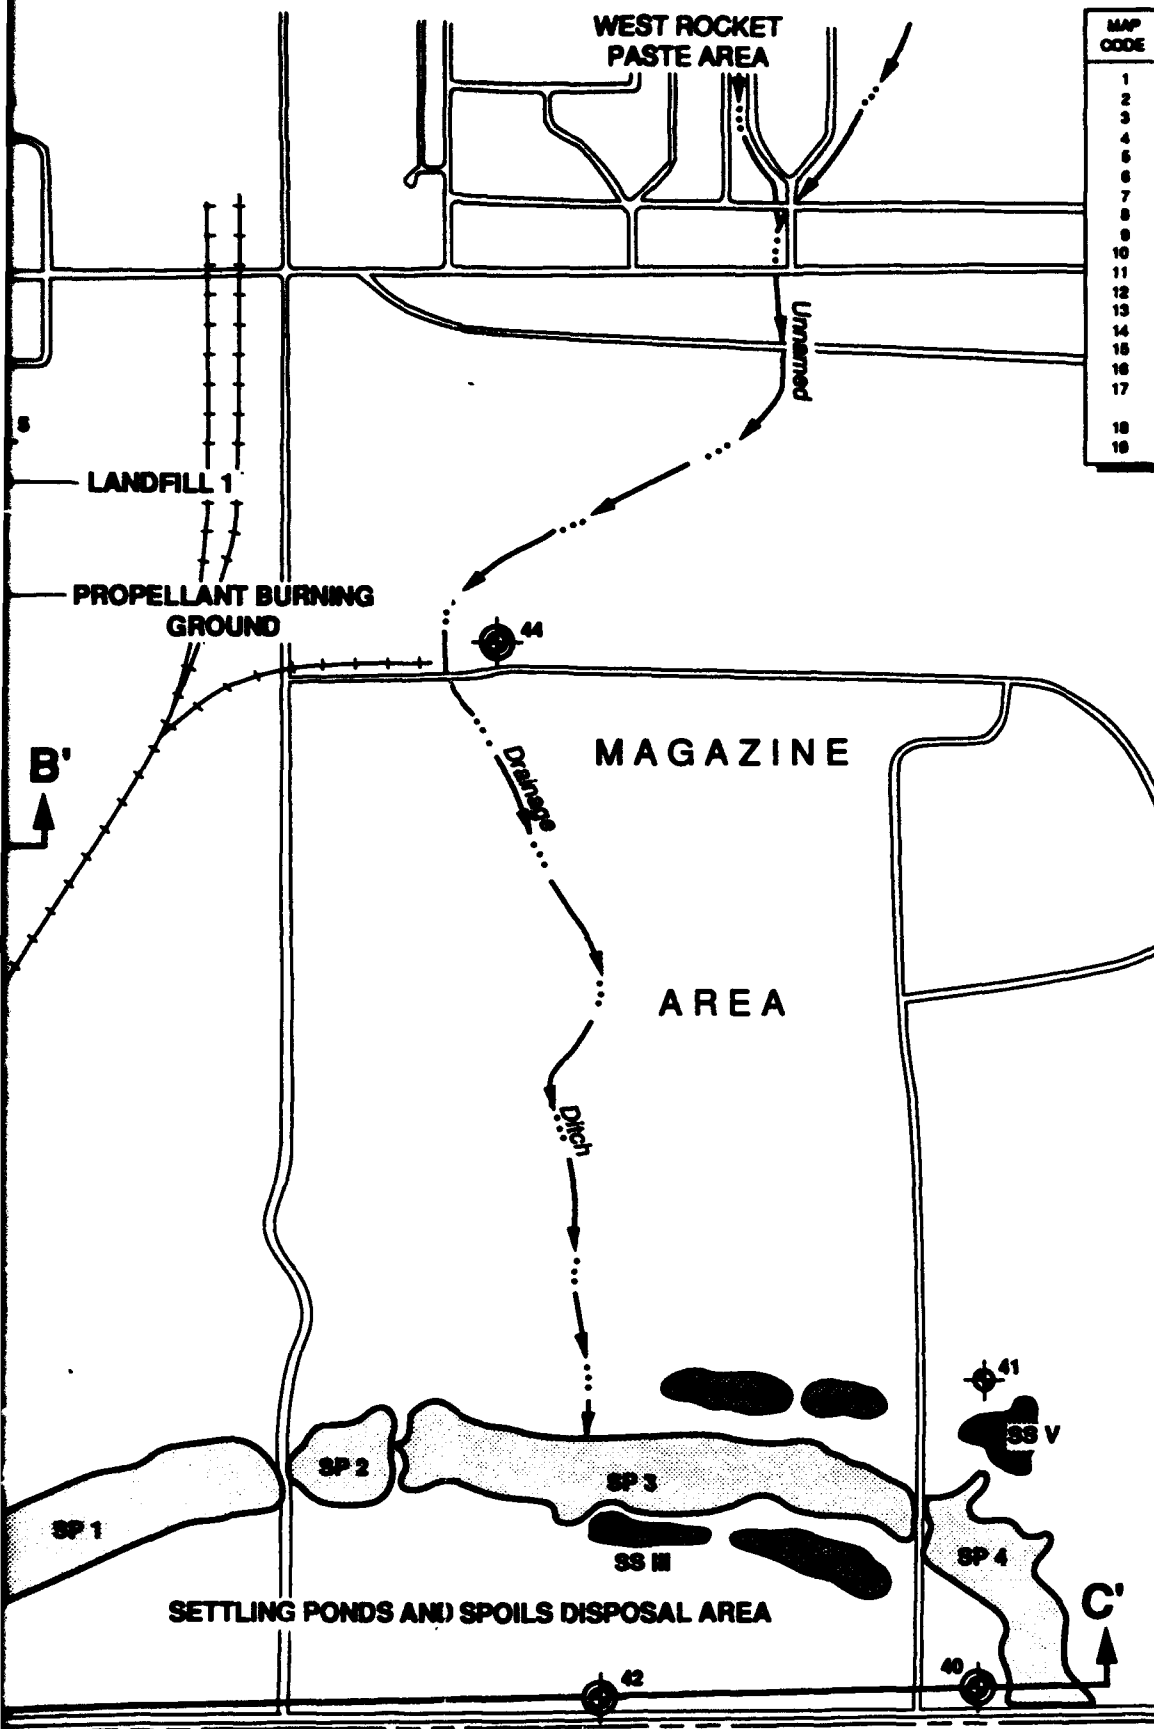 WEST ROCKET
PASTE AREA
MAP
CODE
1
2
3
4
5
6
7
8
9
10
11
12
13
14
15
16
17
18
19
Unnamed
5
LANDFILL 1
PROPELLANT BURNING
GROUND
44
MAGAZINE
B'
Drainage
AREA
Ditch
41
SS V
SP 2
SP 3
SP 1
SS III
SP 4
SETTLING PONDS AND SPOILS DISPOSAL AREA
C'
42
40